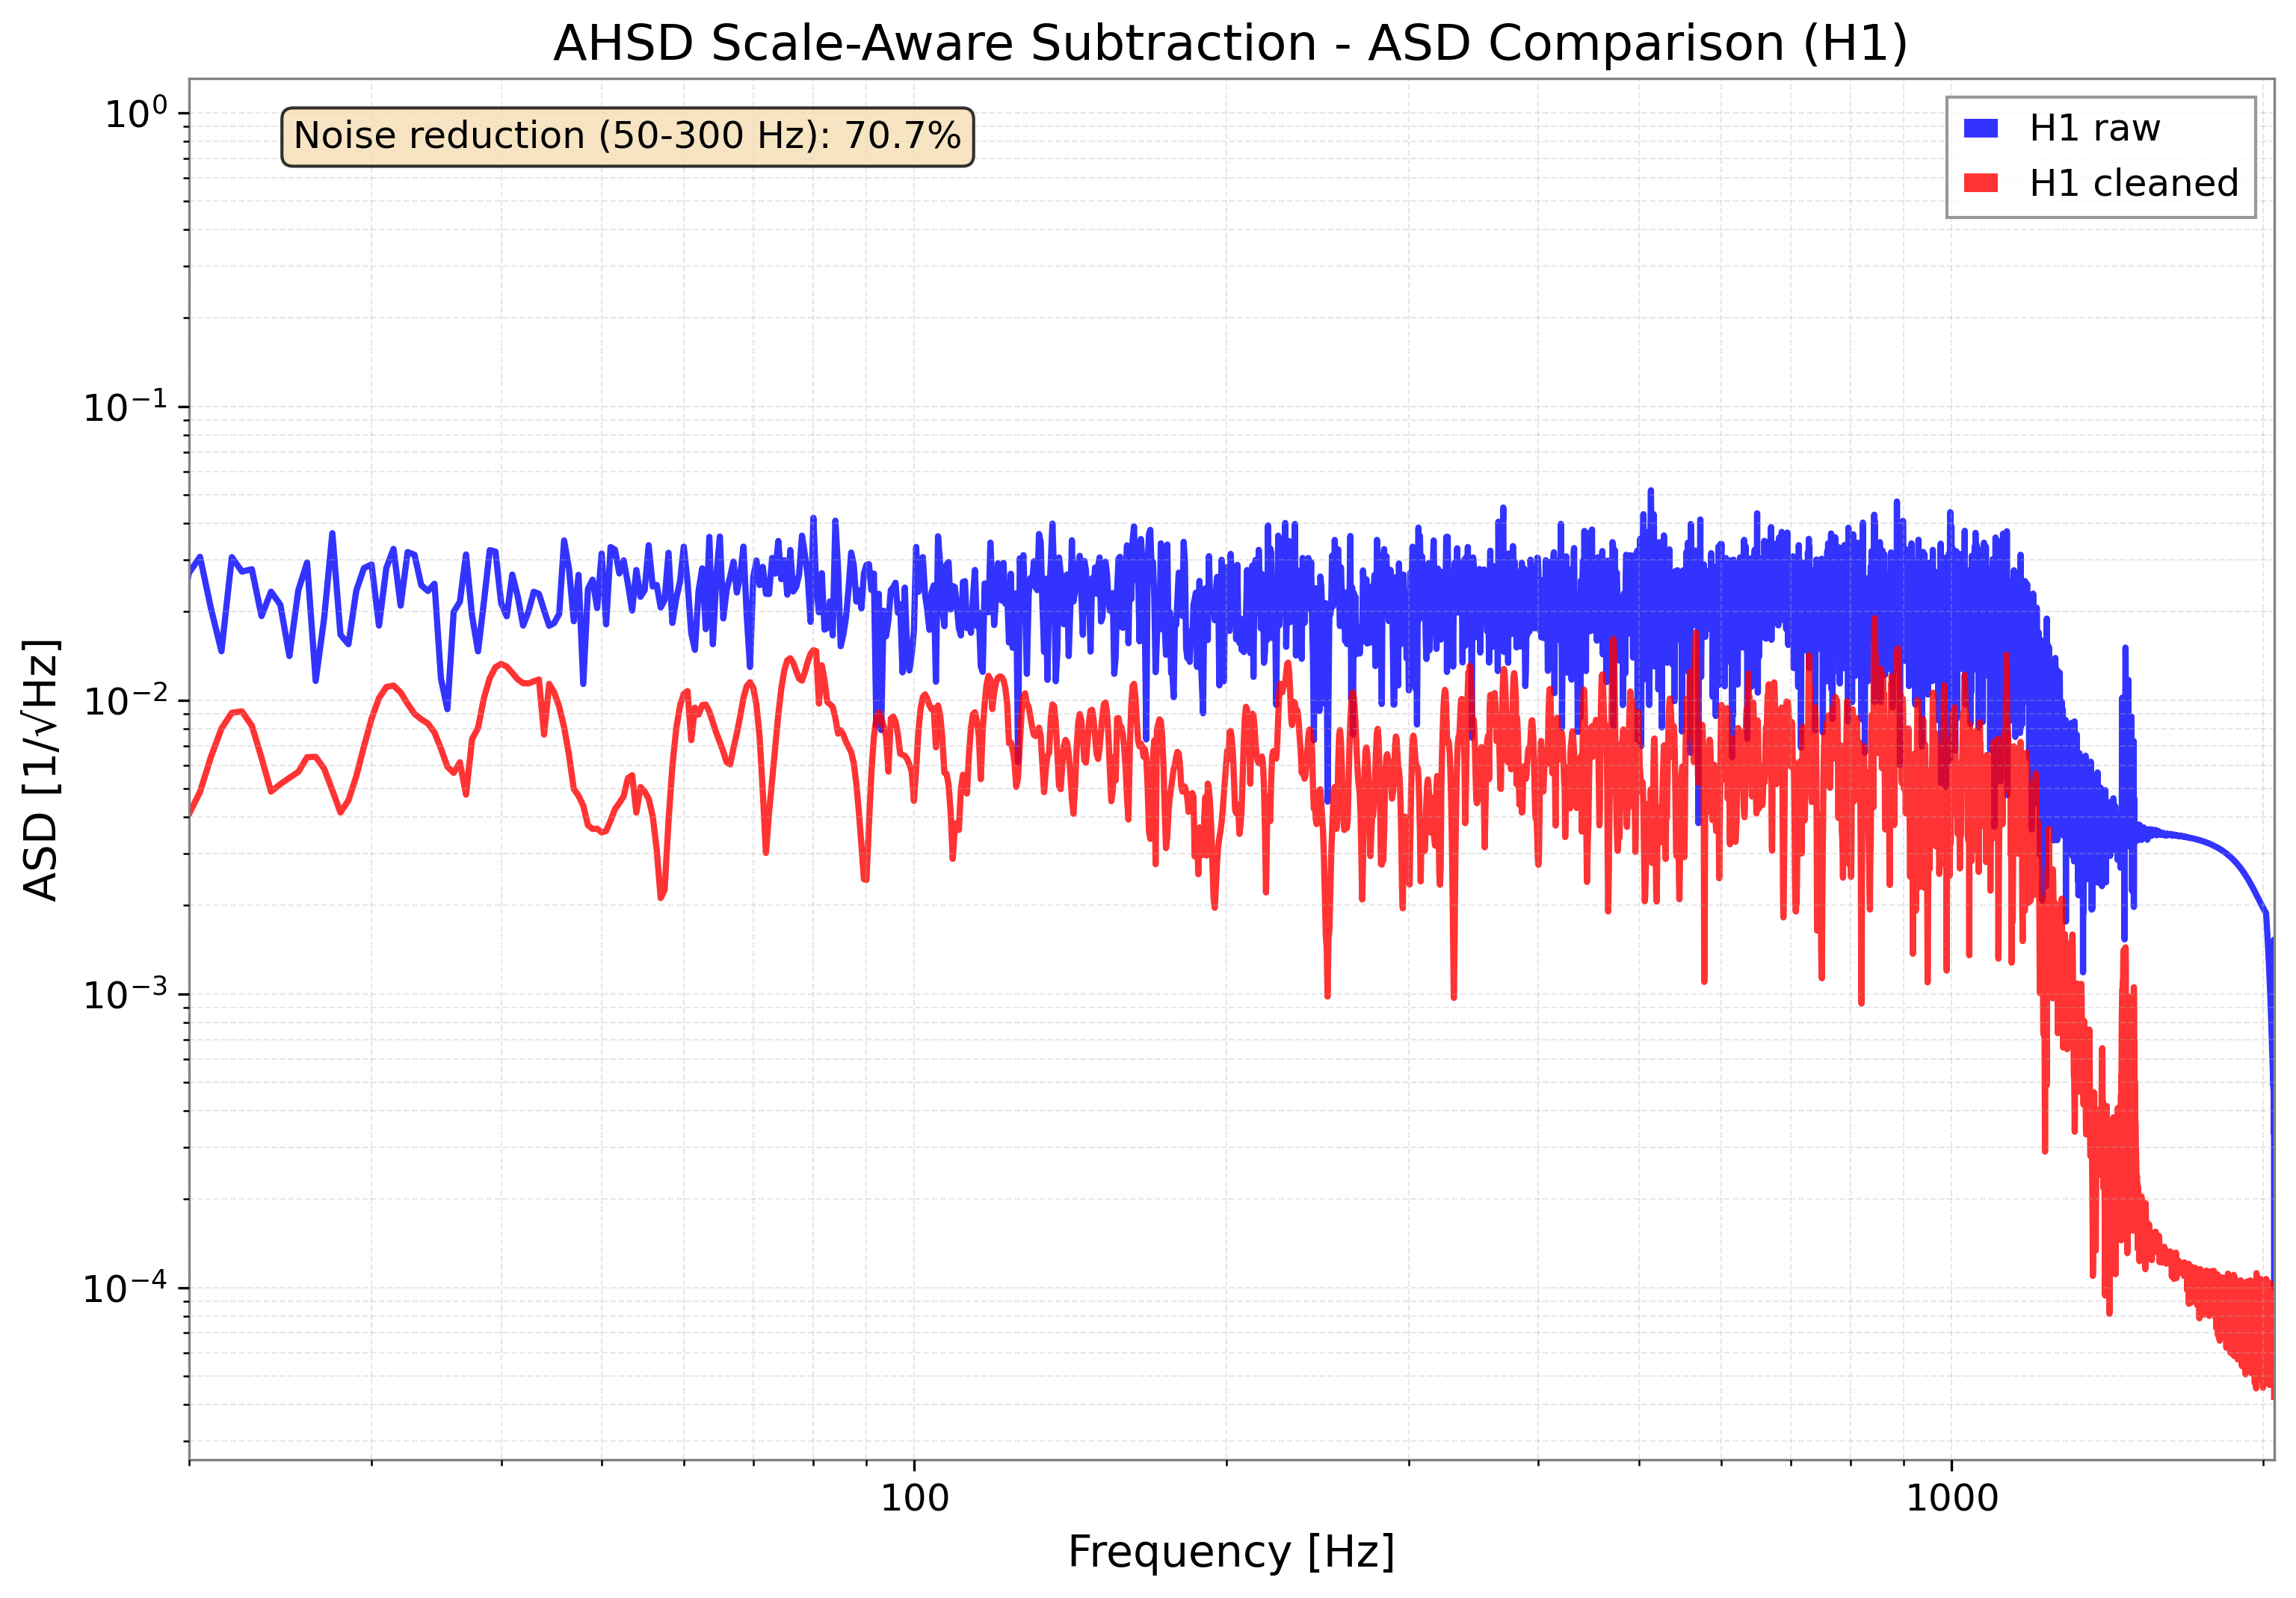 AHSD Scale-Aware Subtraction - ASD Comparison (H1)
Noise reduction (50-300 Hz): 70.7%
H1 raw
H1 cleaned
10⁰
10⁻¹
10⁻²
10⁻³
10⁻⁴
ASD [1/√Hz]
100
1000
Frequency [Hz]